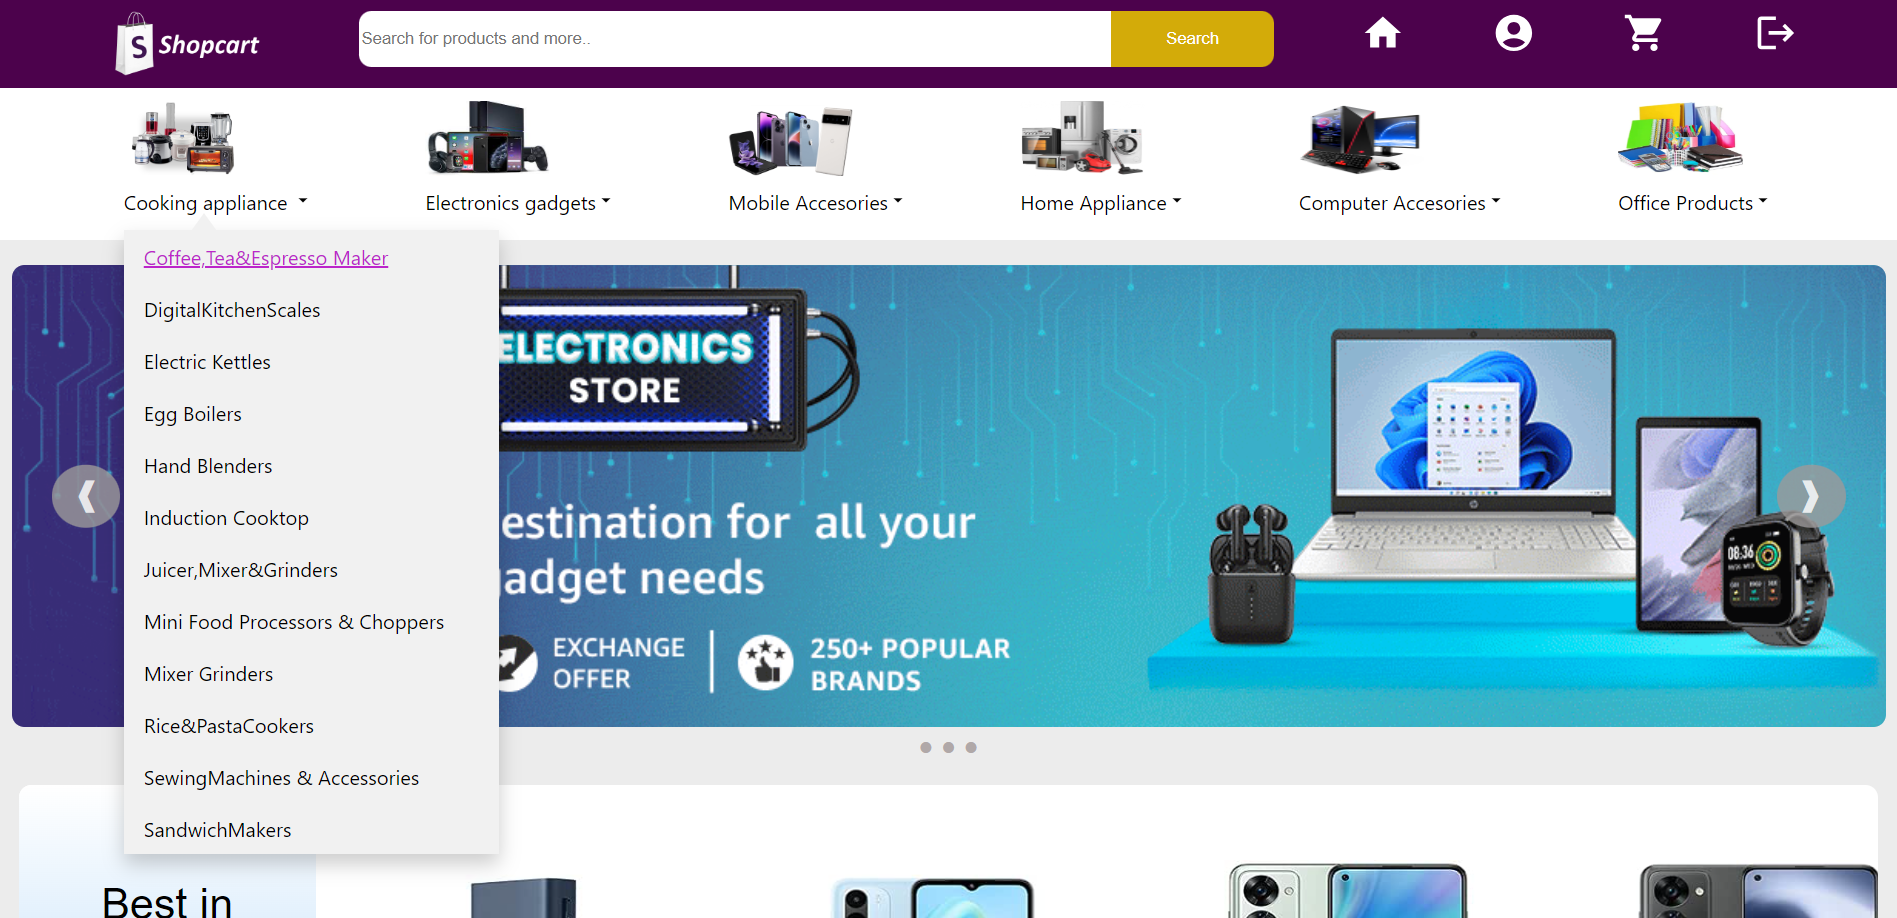 S Shopcart
Search for products and more..
Search
Cooking appliance
Electronics gadgets
Mobile Accesories
Home Appliance
Computer Accesories
Office Products
Coffee,Tea&Espresso Maker
DigitalKitchenScales
Electric Kettles
Egg Boilers
Hand Blenders
Induction Cooktop
Juicer,Mixer&Grinders
Mini Food Processors & Choppers
Mixer Grinders
Rice&PastaCookers
SewingMachines & Accessories
SandwichMakers
ELECTRONICS
STORE
estination for all your
gadget needs
EXCHANGE
OFFER
250+ POPULAR
BRANDS
08:36
Best in